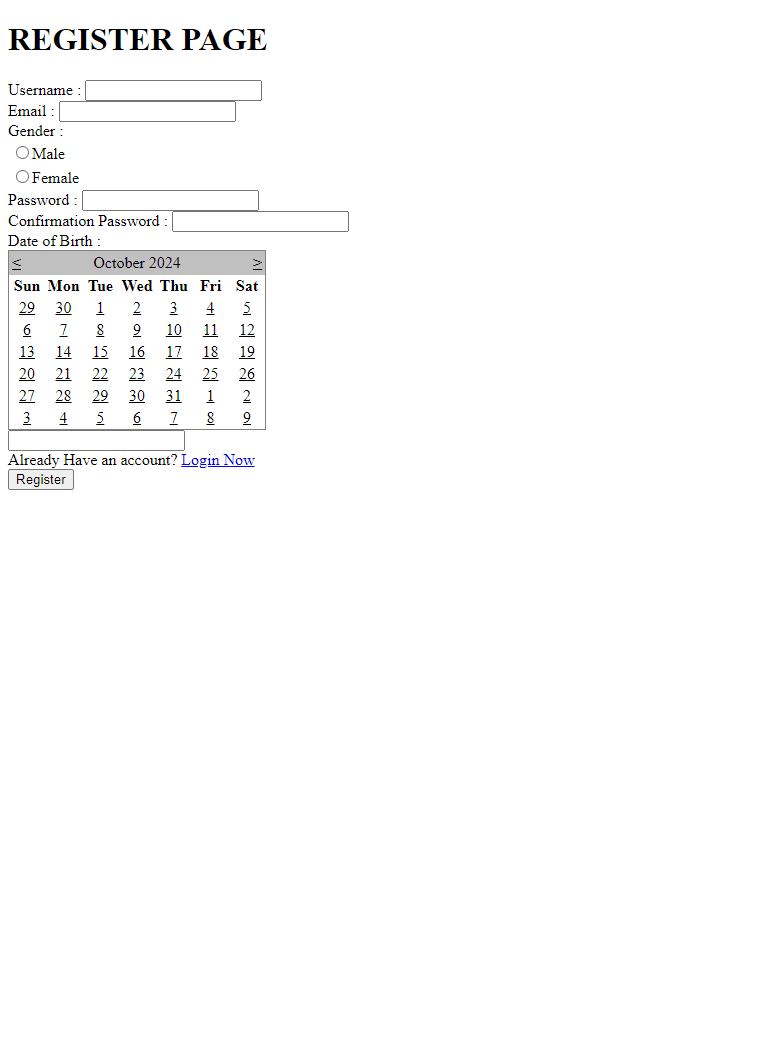 REGISTER PAGE
Username :
Email :
Gender :
Male
Female
Password :
Confirmation Password :
Date of Birth :
< October 2024 >
Sun Mon Tue Wed Thu Fri Sat
29 30 1 2 3 4 5
6 7 8 9 10 11 12
13 14 15 16 17 18 19
20 21 22 23 24 25 26
27 28 29 30 31 1 2
3 4 5 6 7 8 9
Already Have an account? Login Now
Register